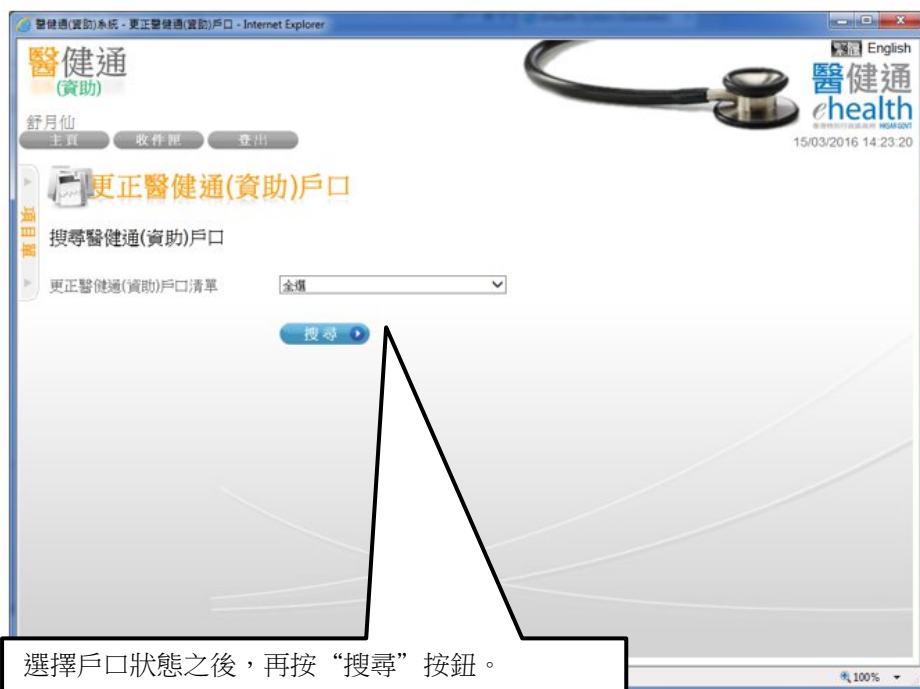 醫健通(資助)系統 - 更正醫健通(資助)戶口 - Internet Explorer
醫健通
(資助)
English
醫健通
ehealth
HKSAR GOVT
舒月仙
主頁 收件匣 登出
15/03/2016 14:23:20
項目單
更正醫健通(資助)戶口
搜尋醫健通(資助)戶口
更正醫健通(資助)戶口清單 全選
搜尋
選擇戶口狀態之後，再按“搜尋”按鈕。
100%